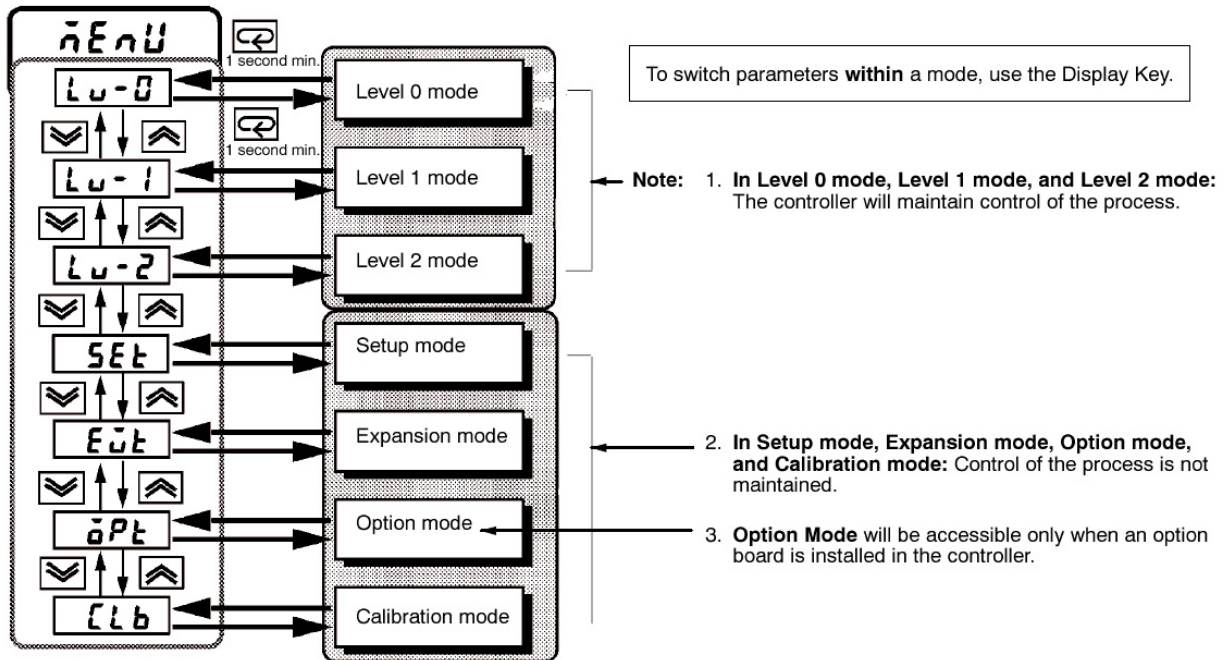 mEnU
1 second min.
Lu-0
Level 0 mode
To switch parameters within a mode, use the Display Key.
1 second min.
Lu-1
Level 1 mode
Note: 1. In Level 0 mode, Level 1 mode, and Level 2 mode:
The controller will maintain control of the process.
Lu-2
Level 2 mode
SEt
Setup mode
Eut
Expansion mode
2. In Setup mode, Expansion mode, Option mode,
and Calibration mode: Control of the process is not
maintained.
oPt
Option mode
3. Option Mode will be accessible only when an option
board is installed in the controller.
CLb
Calibration mode